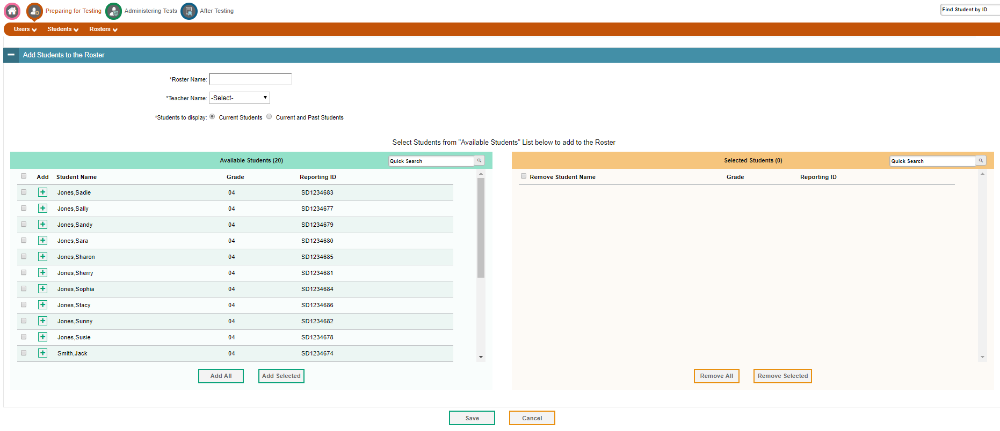 Preparing for Testing Administering Tests After Testing Find Student by ID
Users Students Rosters
Add Students to the Roster
*Roster Name:
*Teacher Name: -Select-
*Students to display: Current Students Current and Past Students
Select Students from "Available Students" List below to add to the Roster
Available Students (20) Quick Search
Add Student Name Grade Reporting ID
Jones,Sadie 04 SD1234683
Jones,Sally 04 SD1234677
Jones,Sandy 04 SD1234679
Jones,Sara 04 SD1234680
Jones,Sharon 04 SD1234685
Jones,Sherry 04 SD1234681
Jones,Sophia 04 SD1234684
Jones,Stacy 04 SD1234686
Jones,Sunny 04 SD1234682
Jones,Susie 04 SD1234678
Smith,Jack 04 SD1234674
Add All Add Selected
Selected Students (0) Quick Search
Remove Student Name Grade Reporting ID
Remove All Remove Selected
Save Cancel